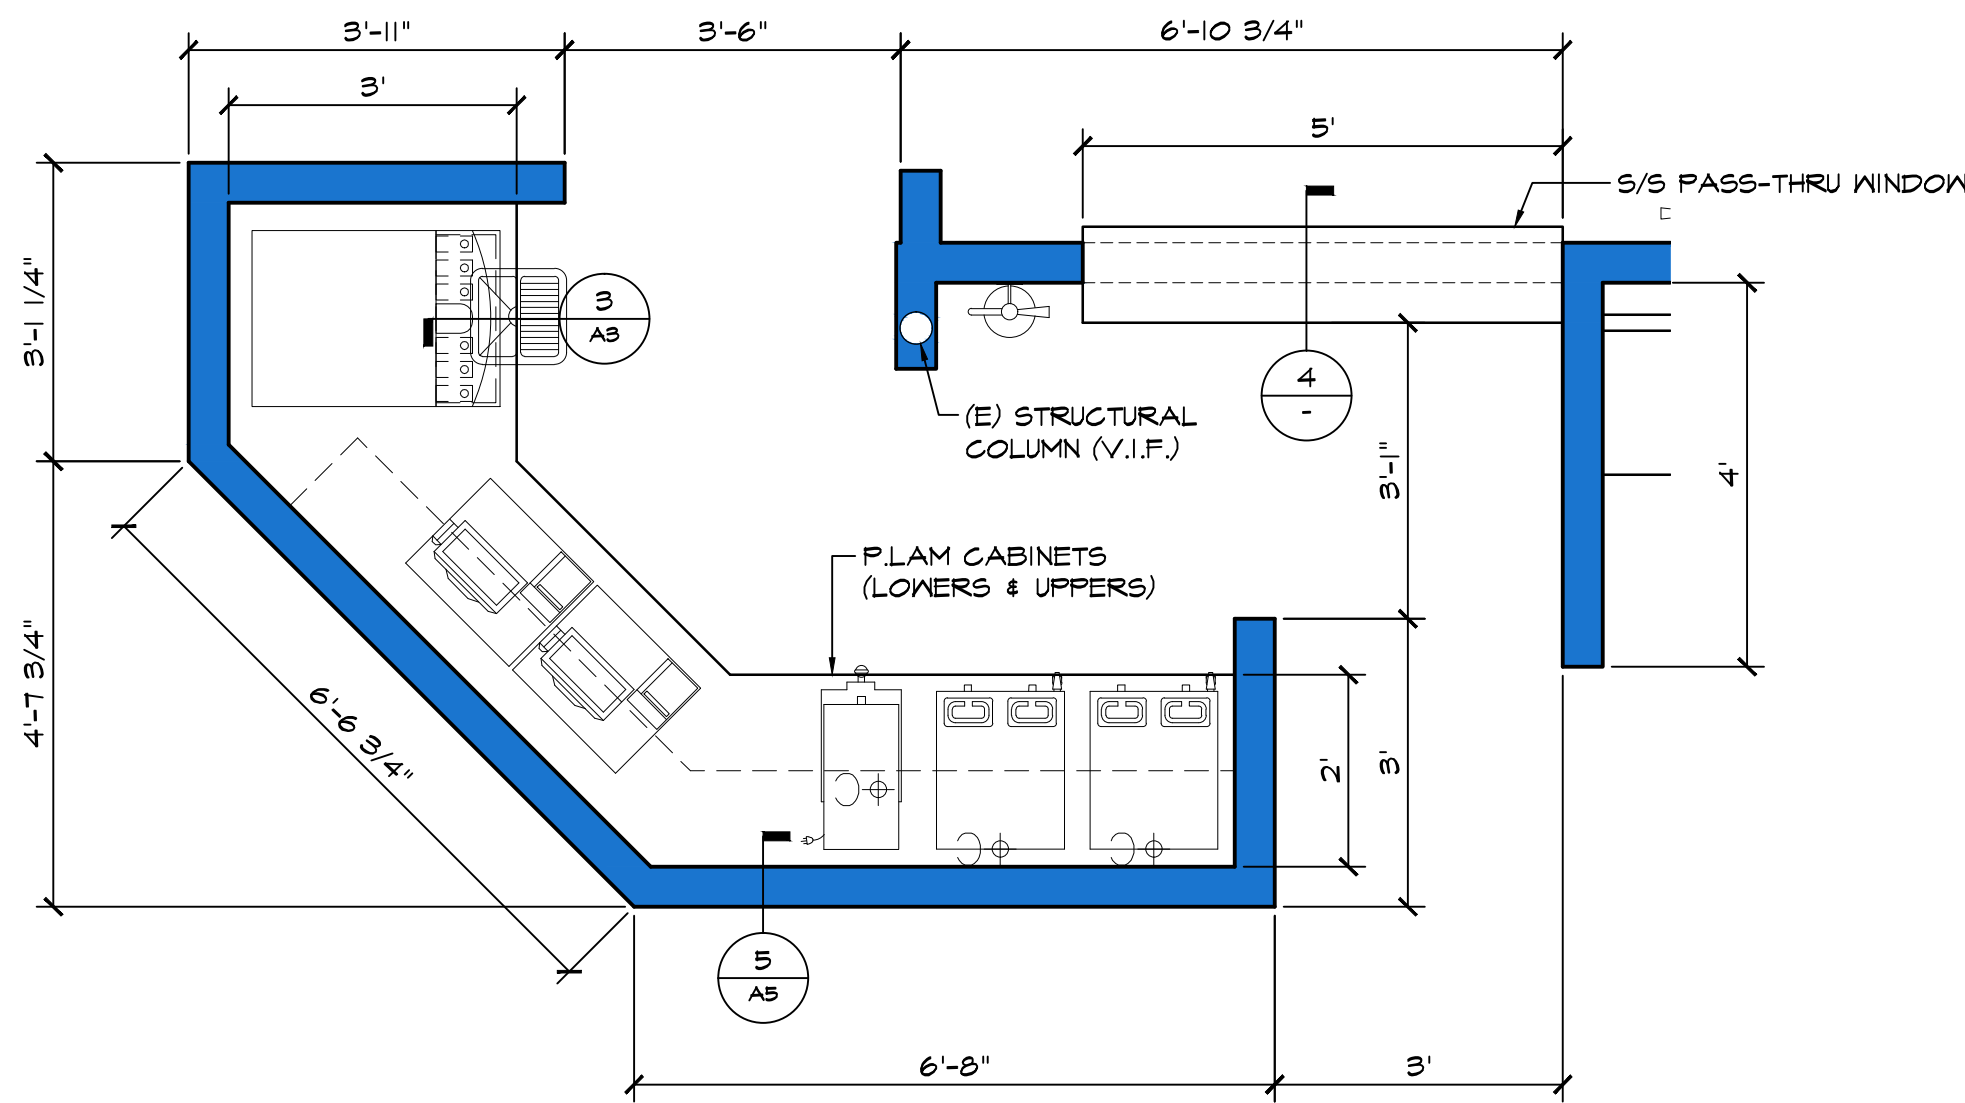 3'-11"
3'-6"
6'-10 3/4"
3'
5'
S/S PASS-THRU WINDOW
3'-1 1/4"
3
A3
4
-
(E) STRUCTURAL
COLUMN (V.I.F.)
3'-1"
4'
P.LAM CABINETS
(LOWERS & UPPERS)
4'-7 3/4"
6'-6 3/4"
2'
3'
5
A5
6'-8"
3'